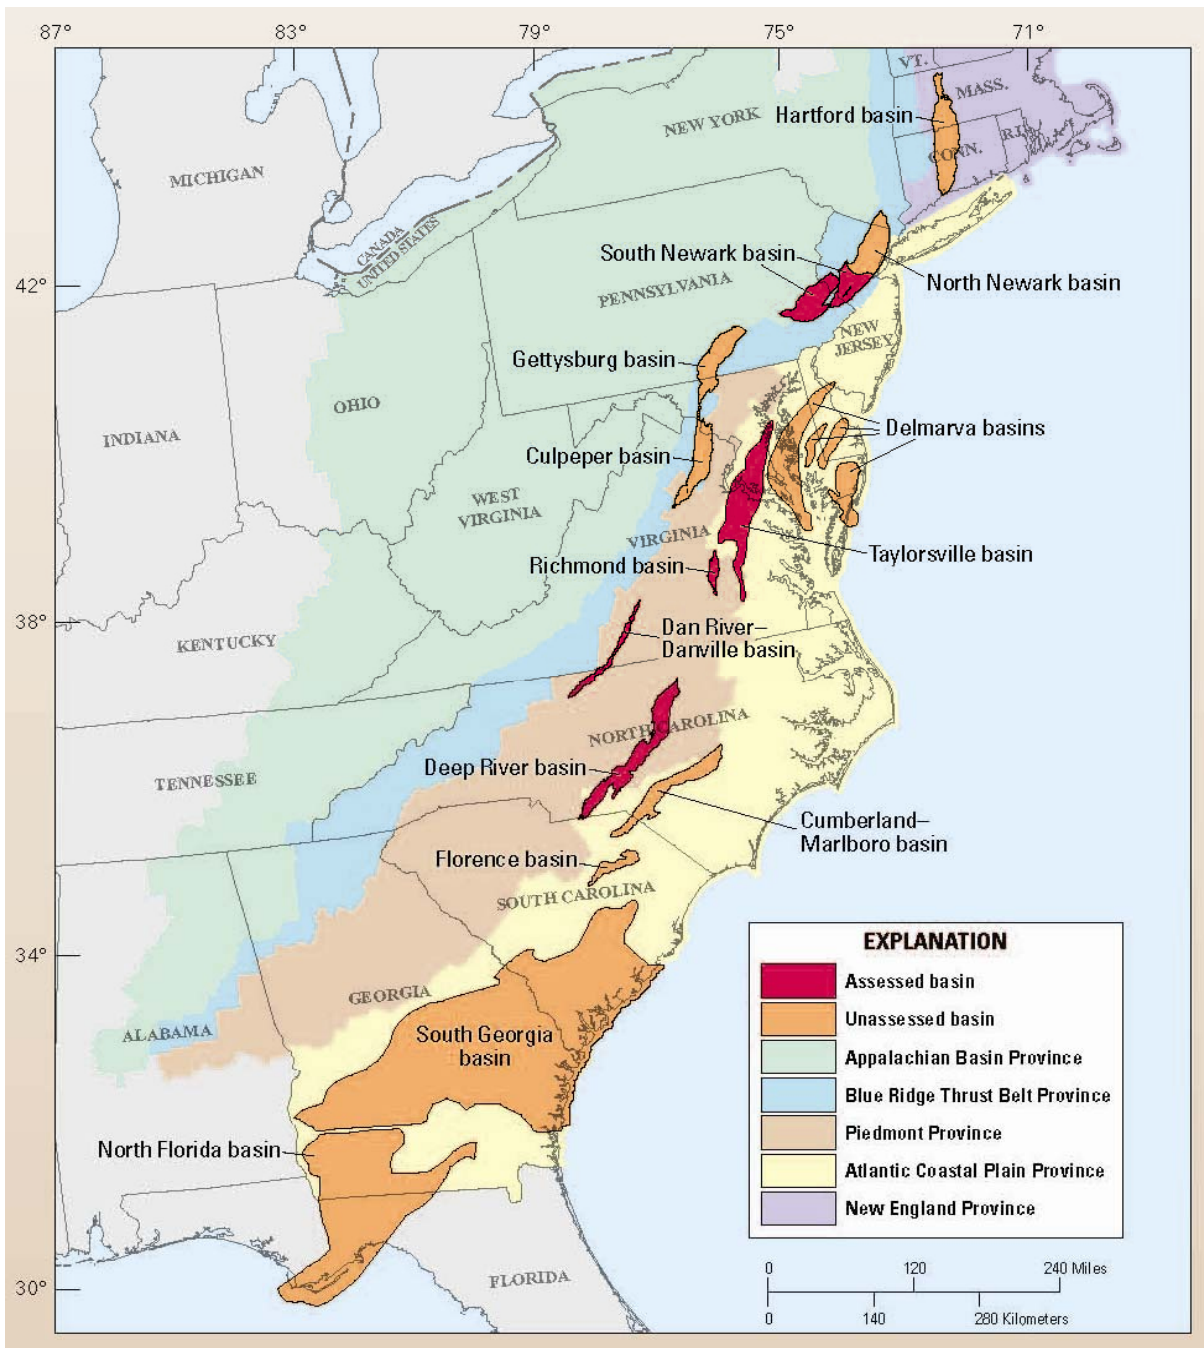 87°
83°
79°
75°
71°
VT.
MASS.
Hartford basin
NEW YORK
R.I.
CONN.
MICHIGAN
CANADA
UNITED STATES
South Newark basin
42°
PENNSYLVANIA
North Newark basin
NEW
JERSEY
Gettysburg basin
OHIO
INDIANA
Delmarva basins
Culpeper basin
WEST
VIRGINIA
VIRGINIA
Taylorsville basin
Richmond basin
38°
KENTUCKY
Dan River–
Danville basin
NORTH CAROLINA
Deep River basin
TENNESSEE
Cumberland–
Marlboro basin
Florence basin
SOUTH CAROLINA
34°
GEORGIA
ALABAMA
South Georgia
basin
North Florida basin
FLORIDA
30°
EXPLANATION
Assessed basin
Unassessed basin
Appalachian Basin Province
Blue Ridge Thrust Belt Province
Piedmont Province
Atlantic Coastal Plain Province
New England Province
0 120 240 Miles
0 140 280 Kilometers